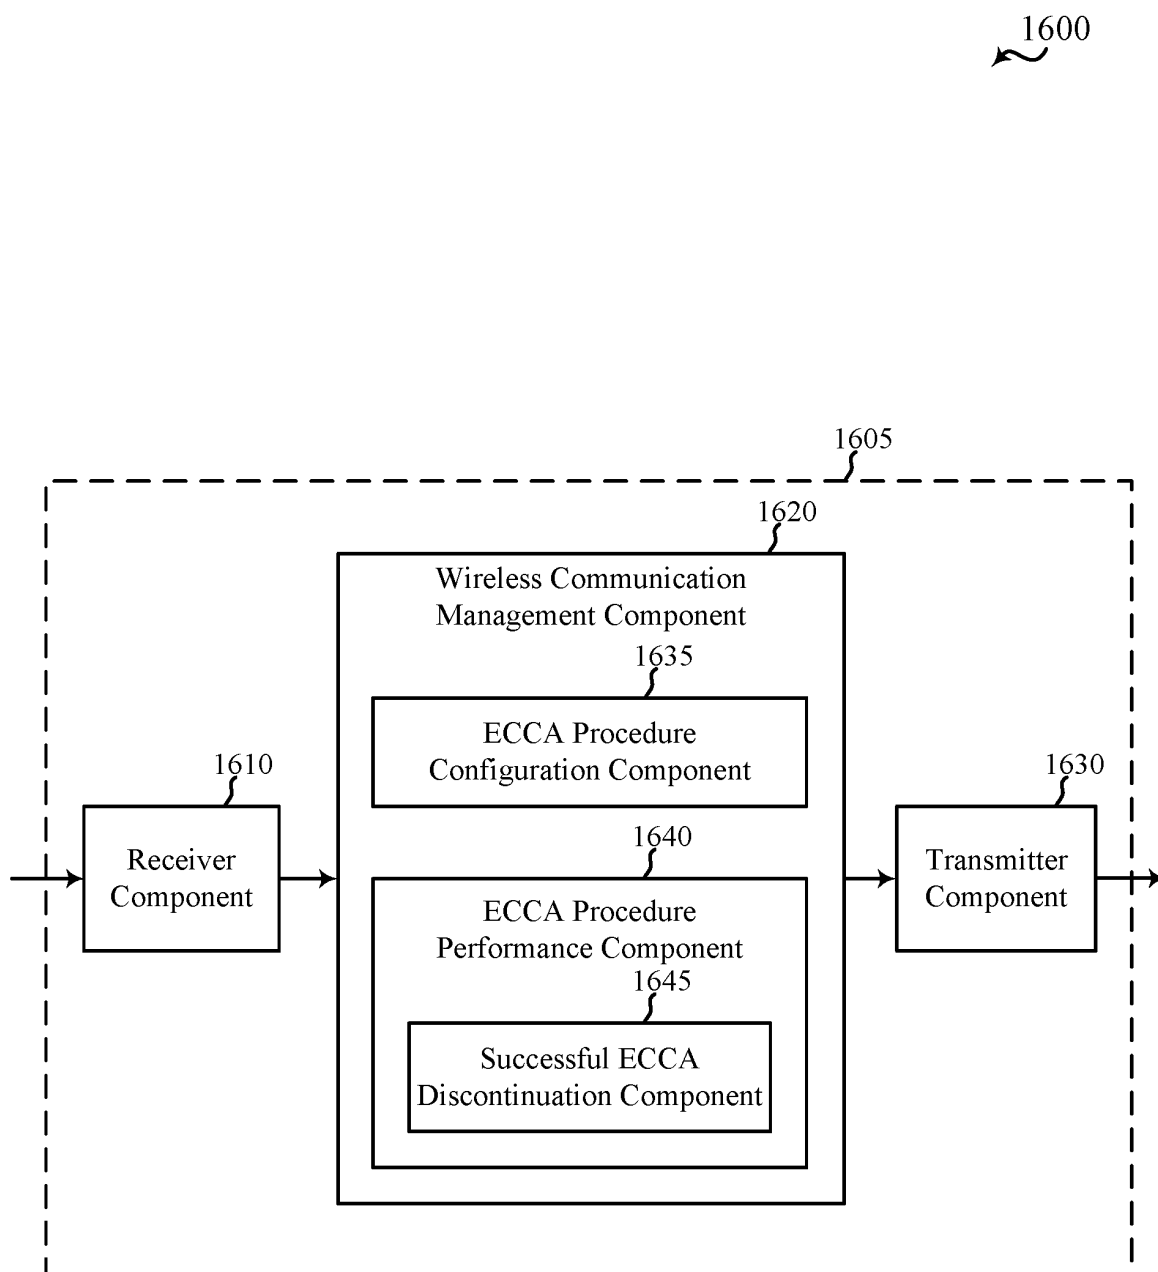 1600
1605
1620
Wireless Communication
Management Component
1635
ECCA Procedure
Configuration Component
1610
Receiver
Component
1630
Transmitter
Component
1640
ECCA Procedure
Performance Component
1645
Successful ECCA
Discontinuation Component